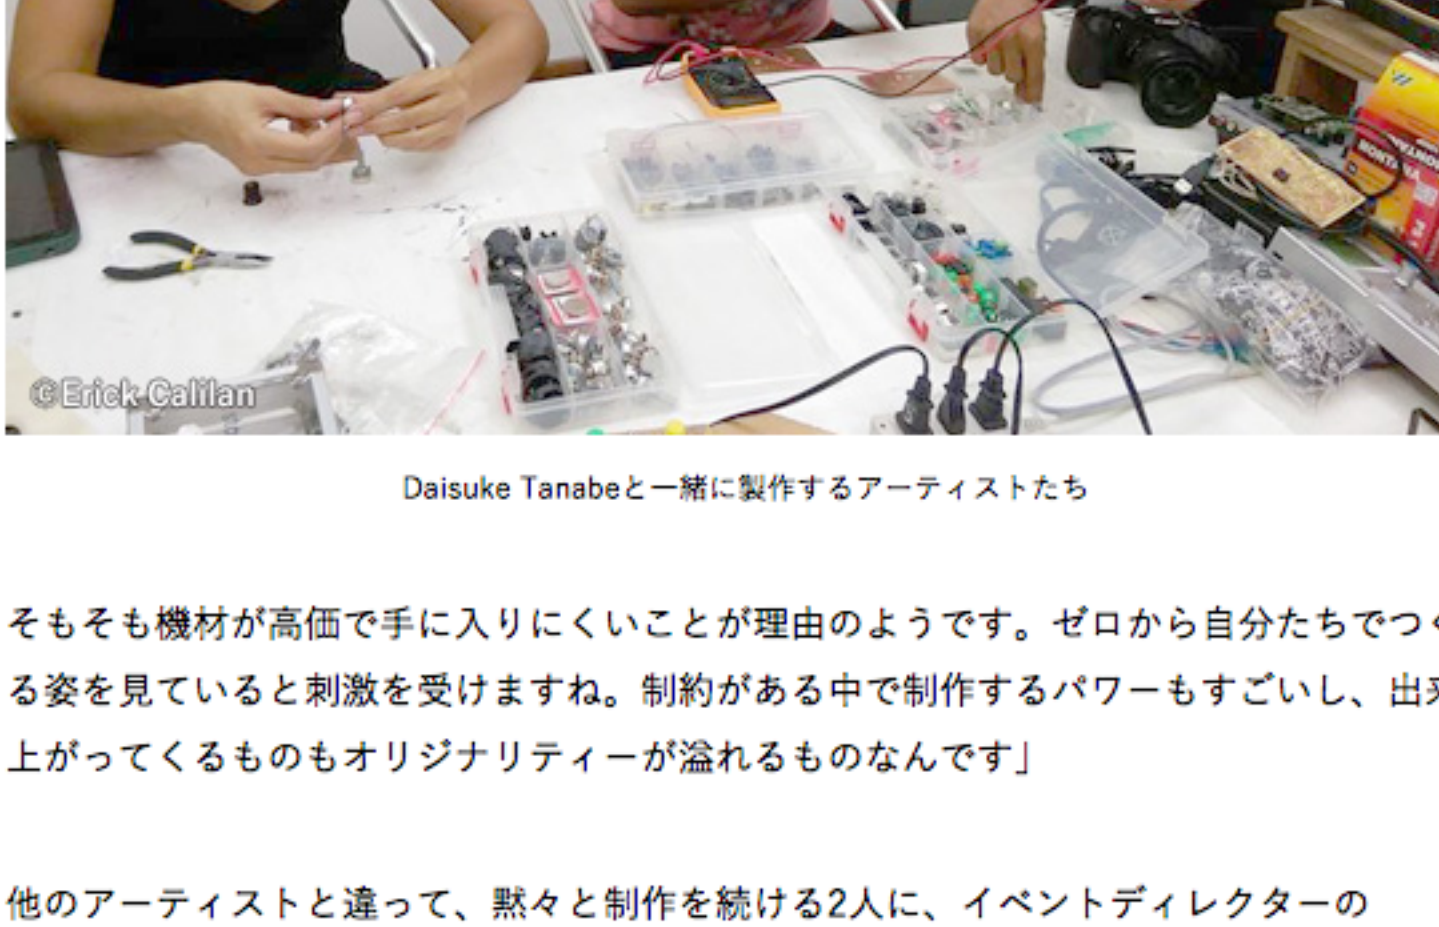 MONTANA
©Erick Calilan
Daisuke Tanabeと一緒に製作するアーティストたち
そもそも機材が高価で手に入りにくいことが理由のようです。ゼロから自分たちでつく
る姿を見ていると刺激を受けますね。制約がある中で制作するパワーもすごいし、出来
上がってくるものもオリジナリティーが溢れるものなんです」
他のアーティストと違って、黙々と制作を続ける2人に、イベントディレクターの